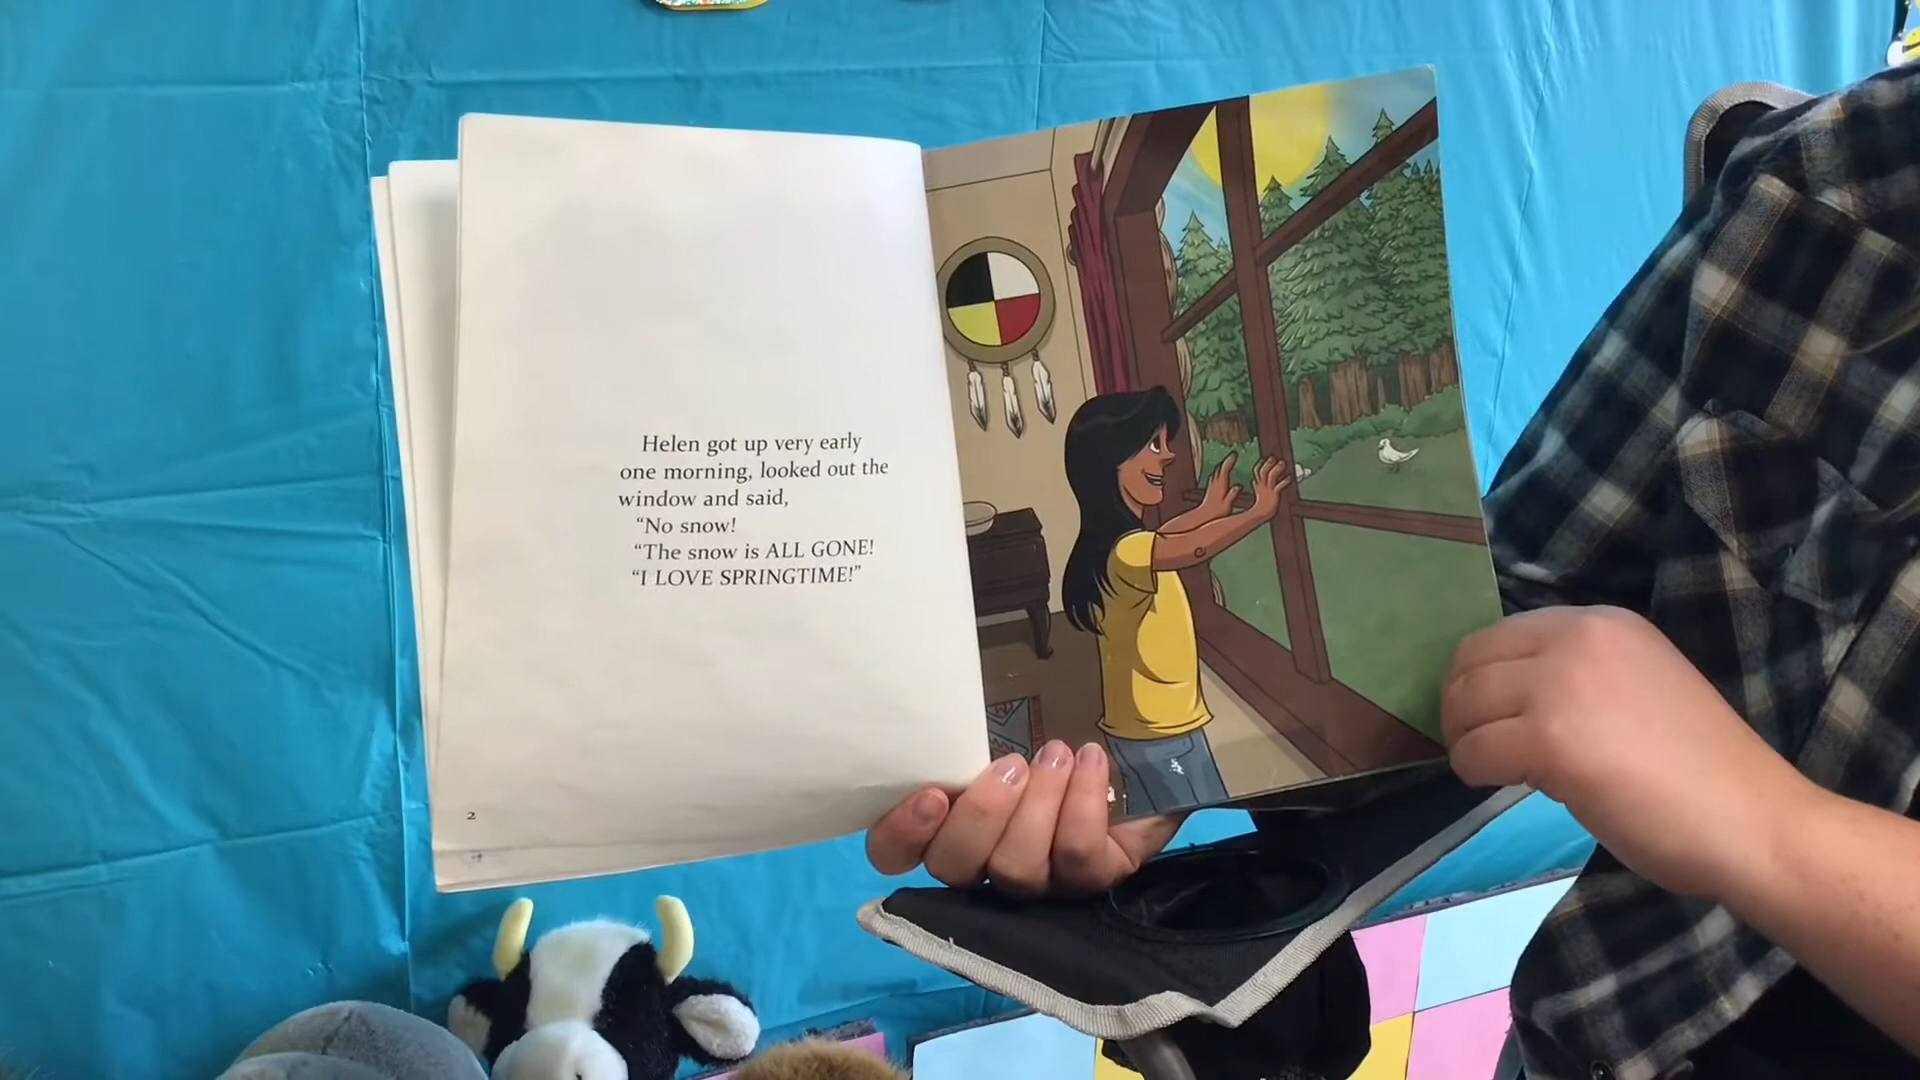 Helen got up very early
one morning, looked out the
window and said,
“No snow!
“The snow is ALL GONE!
“I LOVE SPRINGTIME!”
2